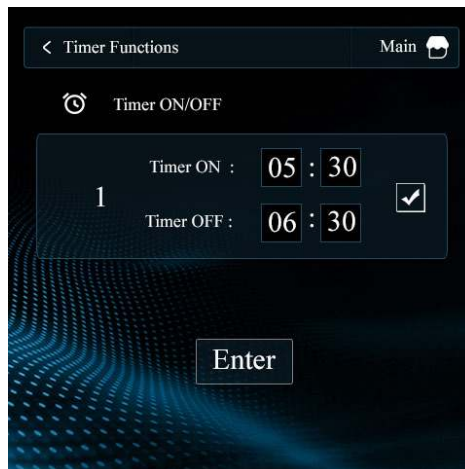 < Timer Functions Main
Timer ON/OFF
1
Timer ON : 05 : 30
Timer OFF : 06 : 30
Enter